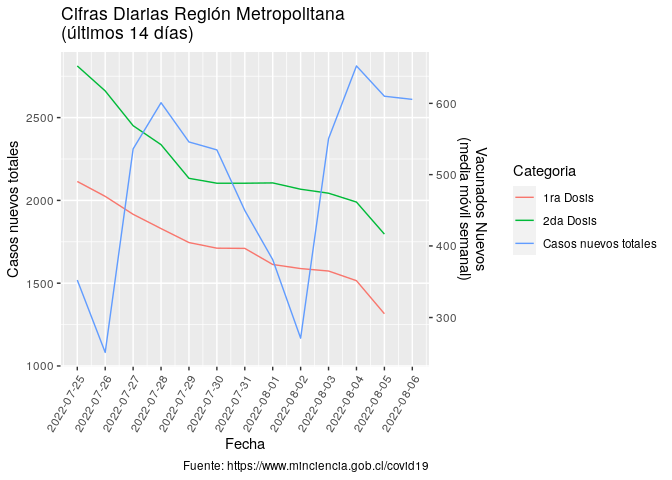 Cifras Diarias Región Metropolitana
(últimos 14 días)
Casos nuevos totales
2500
2000
1500
1000
600
500
400
300
Vacunados Nuevos
(media móvil semanal)
2022-07-25
2022-07-26
2022-07-27
2022-07-28
2022-07-29
2022-07-30
2022-07-31
2022-08-01
2022-08-02
2022-08-03
2022-08-04
2022-08-05
2022-08-06
Fecha
Categoria
1ra Dosis
2da Dosis
Casos nuevos totales
Fuente: https://www.minciencia.gob.cl/covid19